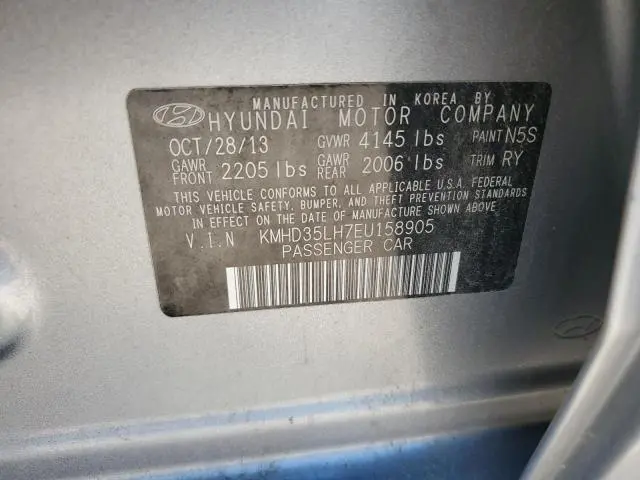 MANUFACTURED IN KOREA BY
HYUNDAI MOTOR COMPANY
OCT/28/13 GVWR 4145 lbs PAINT N5S
GAWR FRONT 2205 lbs GAWR REAR 2006 lbs TRIM RY
THIS VEHICLE CONFORMS TO ALL APPLICABLE U.S.A. FEDERAL
MOTOR VEHICLE SAFETY, BUMPER, AND THEFT PREVENTION STANDARDS
IN EFFECT ON THE DATE OF MANUFACTURE SHOWN ABOVE.
V.I.N KMHD35LH7EU158905
PASSENGER CAR